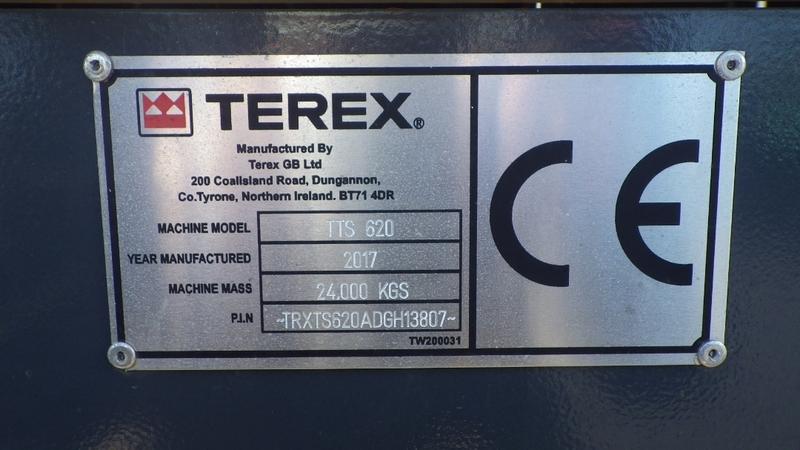 TEREX®
Manufactured By
Terex GB Ltd
200 Coalisland Road, Dungannon,
Co.Tyrone, Northern Ireland. BT71 4DR
MACHINE MODEL TTS 620
YEAR MANUFACTURED 2017
MACHINE MASS 24,000 KGS
P.I.N ~TRXTS620ADGH13807~
TW200031
CE